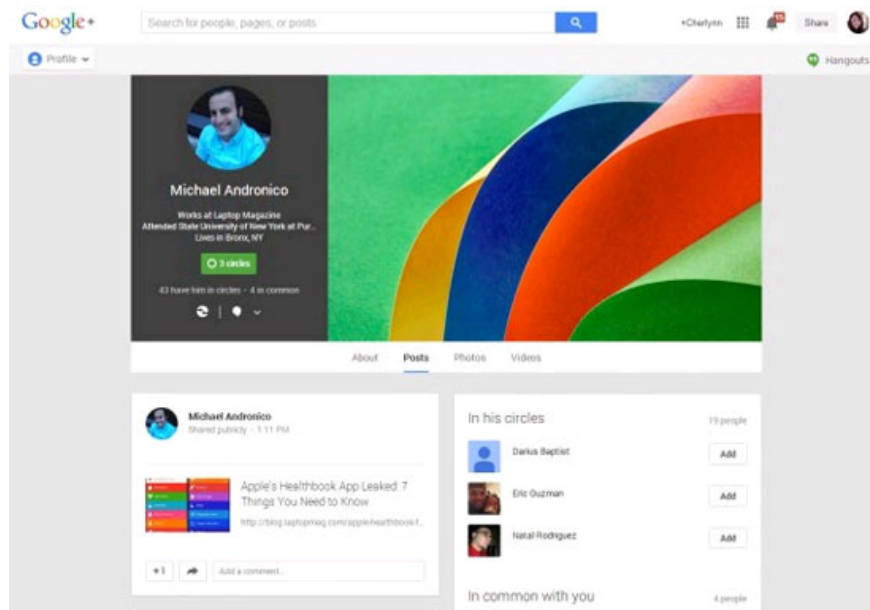 Google+
Search for people, pages, or posts
+Cherlynn
15
Share
Profile
Hangouts
Michael Andronico
Works at Laptop Magazine
Attended State University of New York at Pur...
Lives in Bronx, NY
3 circles
43 have him in circles - 4 in common
About Posts Photos Videos
Michael Andronico
Shared publicly - 1:11 PM
Apple's Healthbook App Leaked: 7
Things You Need to Know
http://blog.laptopmag.com/apple-healthbook-f...
+1
Add a comment...
In his circles
19 people
Darius Baptist
Add
Eric Guzman
Add
Natal Rodriguez
Add
In common with you
4 people